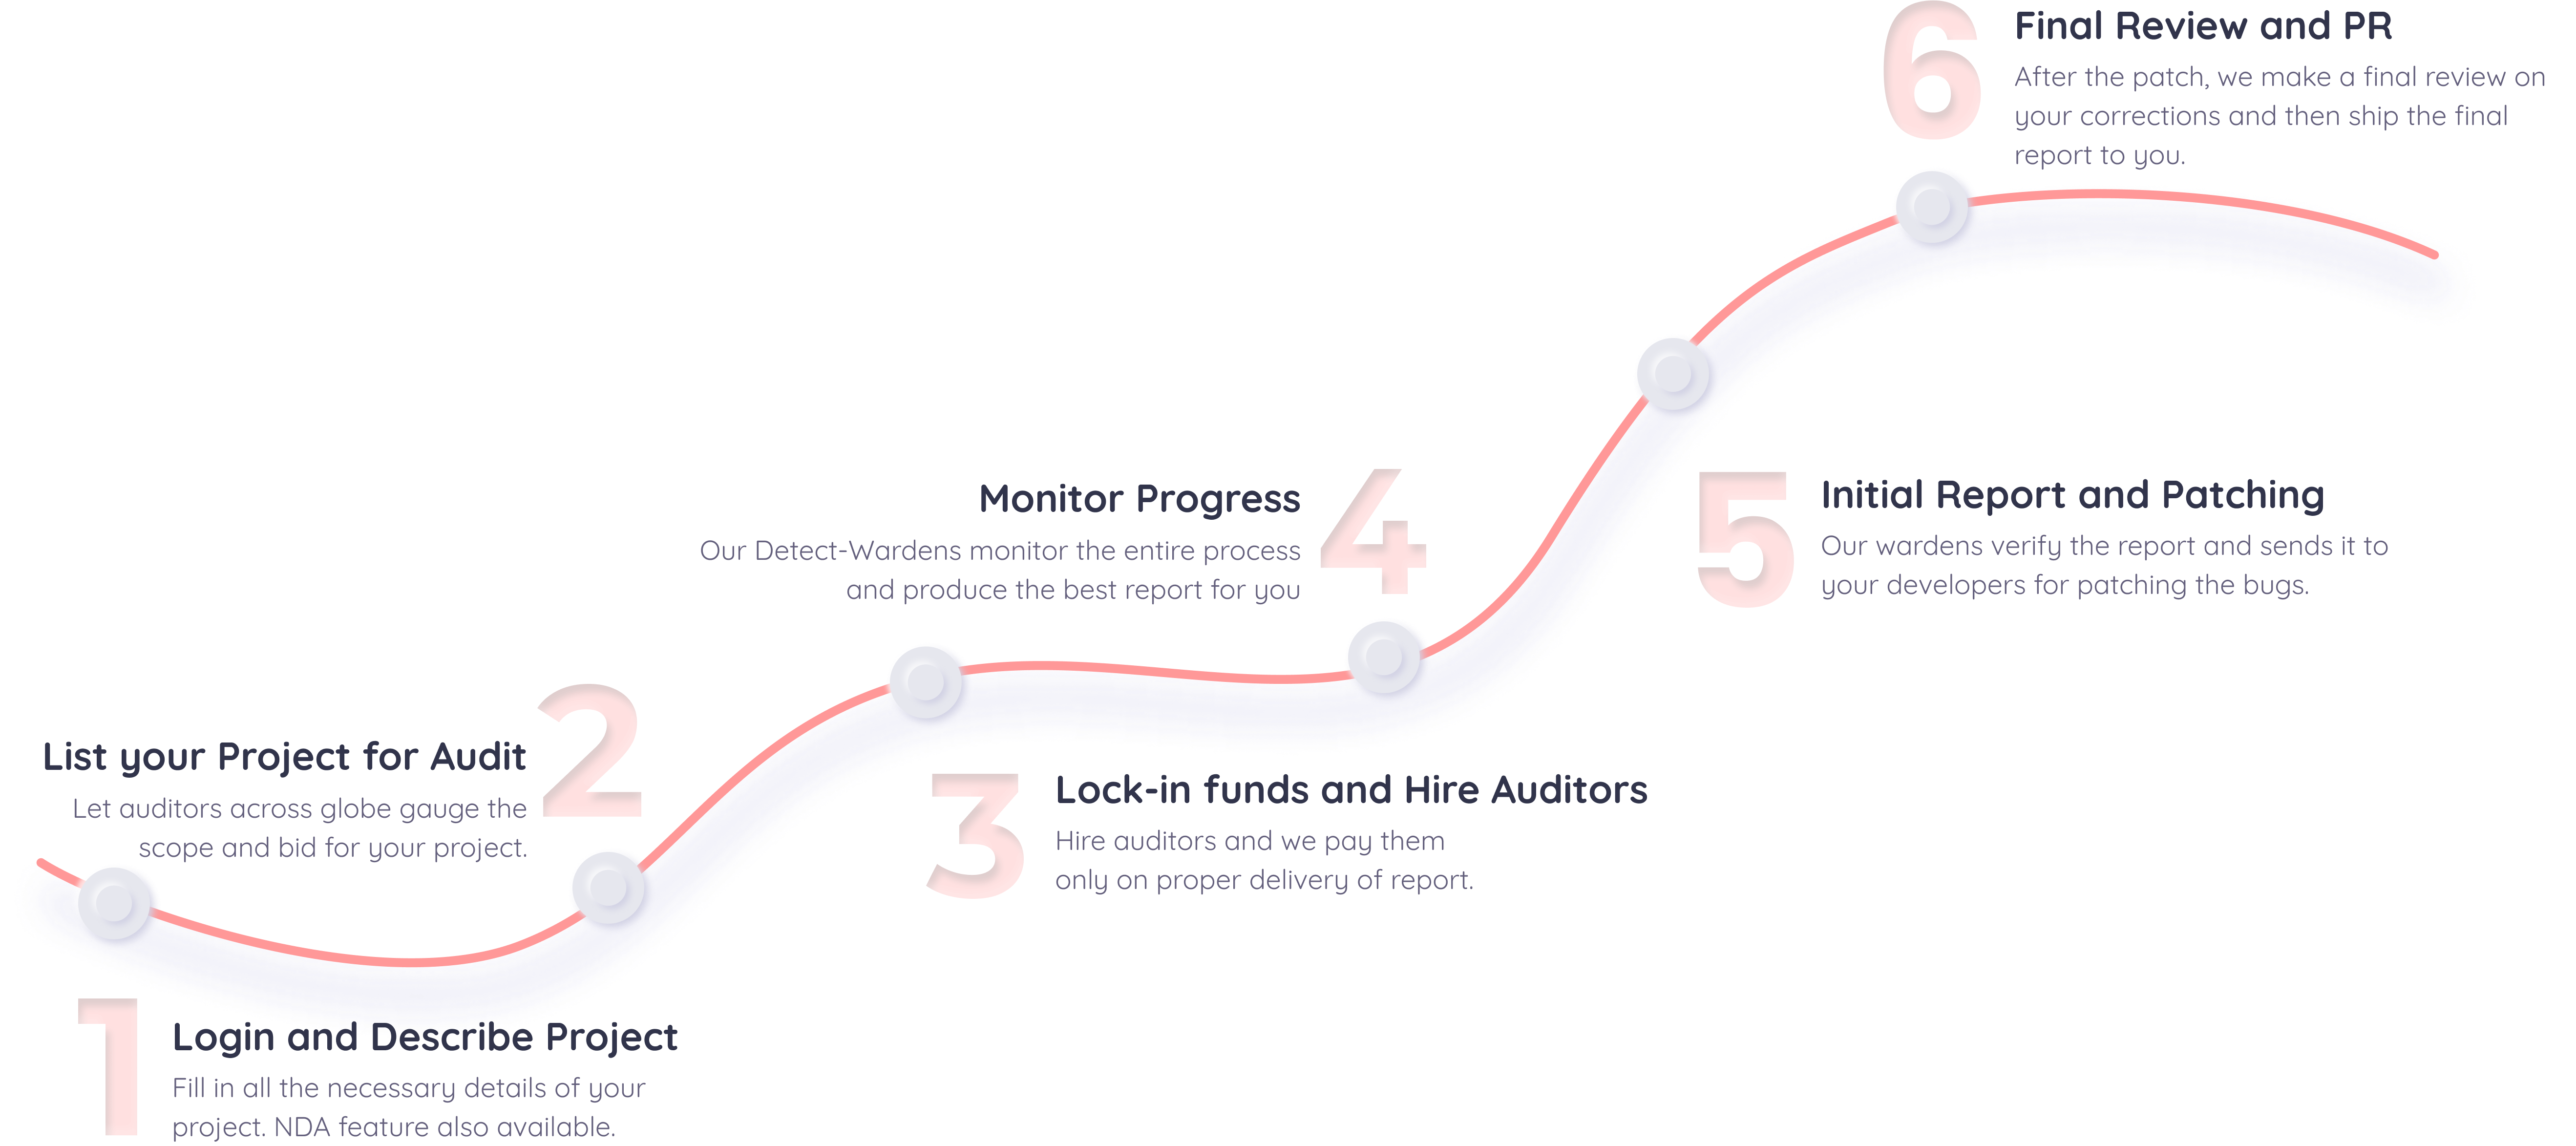 1
Login and Describe Project
Fill in all the necessary details of your
project. NDA feature also available.
2
List your Project for Audit
Let auditors across globe gauge the
scope and bid for your project.
3
Lock-in funds and Hire Auditors
Hire auditors and we pay them
only on proper delivery of report.
4
Monitor Progress
Our Detect-Wardens monitor the entire process
and produce the best report for you
5
Initial Report and Patching
Our wardens verify the report and sends it to
your developers for patching the bugs.
6
Final Review and PR
After the patch, we make a final review on
your corrections and then ship the final
report to you.